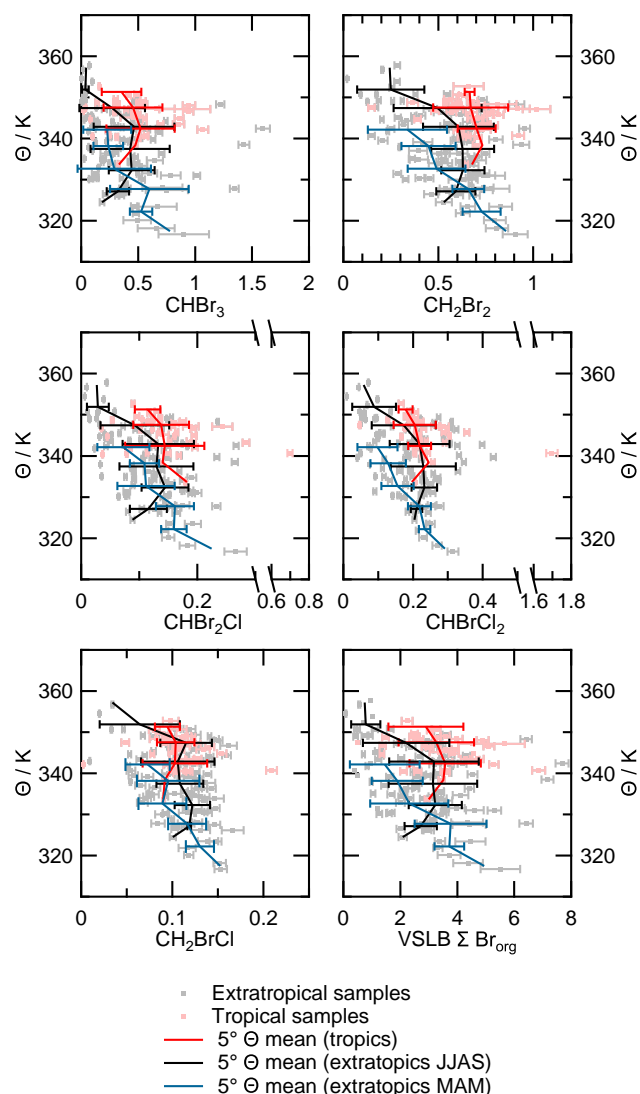 360
340
320
Θ / K
0
0.5
1
1.5
2
CHBr₃
360
340
320
Θ / K
0
0.5
1
CH₂Br₂
360
340
320
Θ / K
0
0.2
0.6
0.8
CHBr₂Cl
360
340
320
Θ / K
0
0.2
0.4
1.6
1.8
CHBrCl₂
360
340
320
Θ / K
0
0.1
0.2
CH₂BrCl
360
340
320
Θ / K
0
2
4
6
8
VSLB Σ Br_org
Extratropical samples
Tropical samples
5° Θ mean (tropics)
5° Θ mean (extratopics JJAS)
5° Θ mean (extratopics MAM)